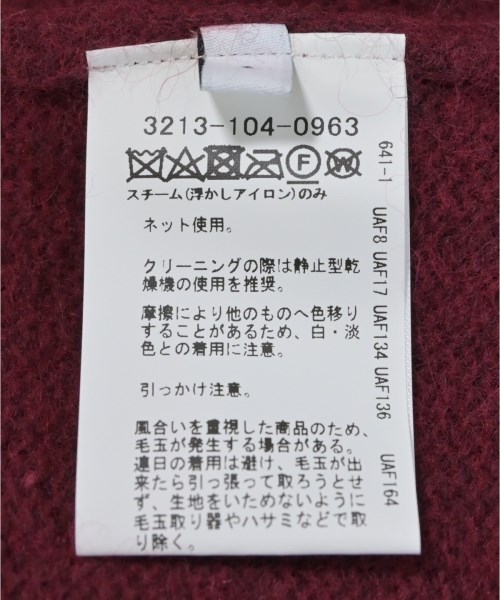 3213-104-0963
F W
スチーム(浮かしアイロン)のみ
ネット使用。
クリーニングの際は静止型乾
燥機の使用を推奨。
摩擦により他のものへ色移り
することがあるため、白・淡
色との着用に注意。
引っかけ注意。
風合いを重視した商品のため、
毛玉が発生する場合がある。
連日の着用は避け、毛玉が出
来たら引っ張って取ろうとせ
ず、生地をいためないように
毛玉取り器やハサミなどで取
り除く。
641-1 UAF8 UAF17 UAF134 UAF136 UAF164